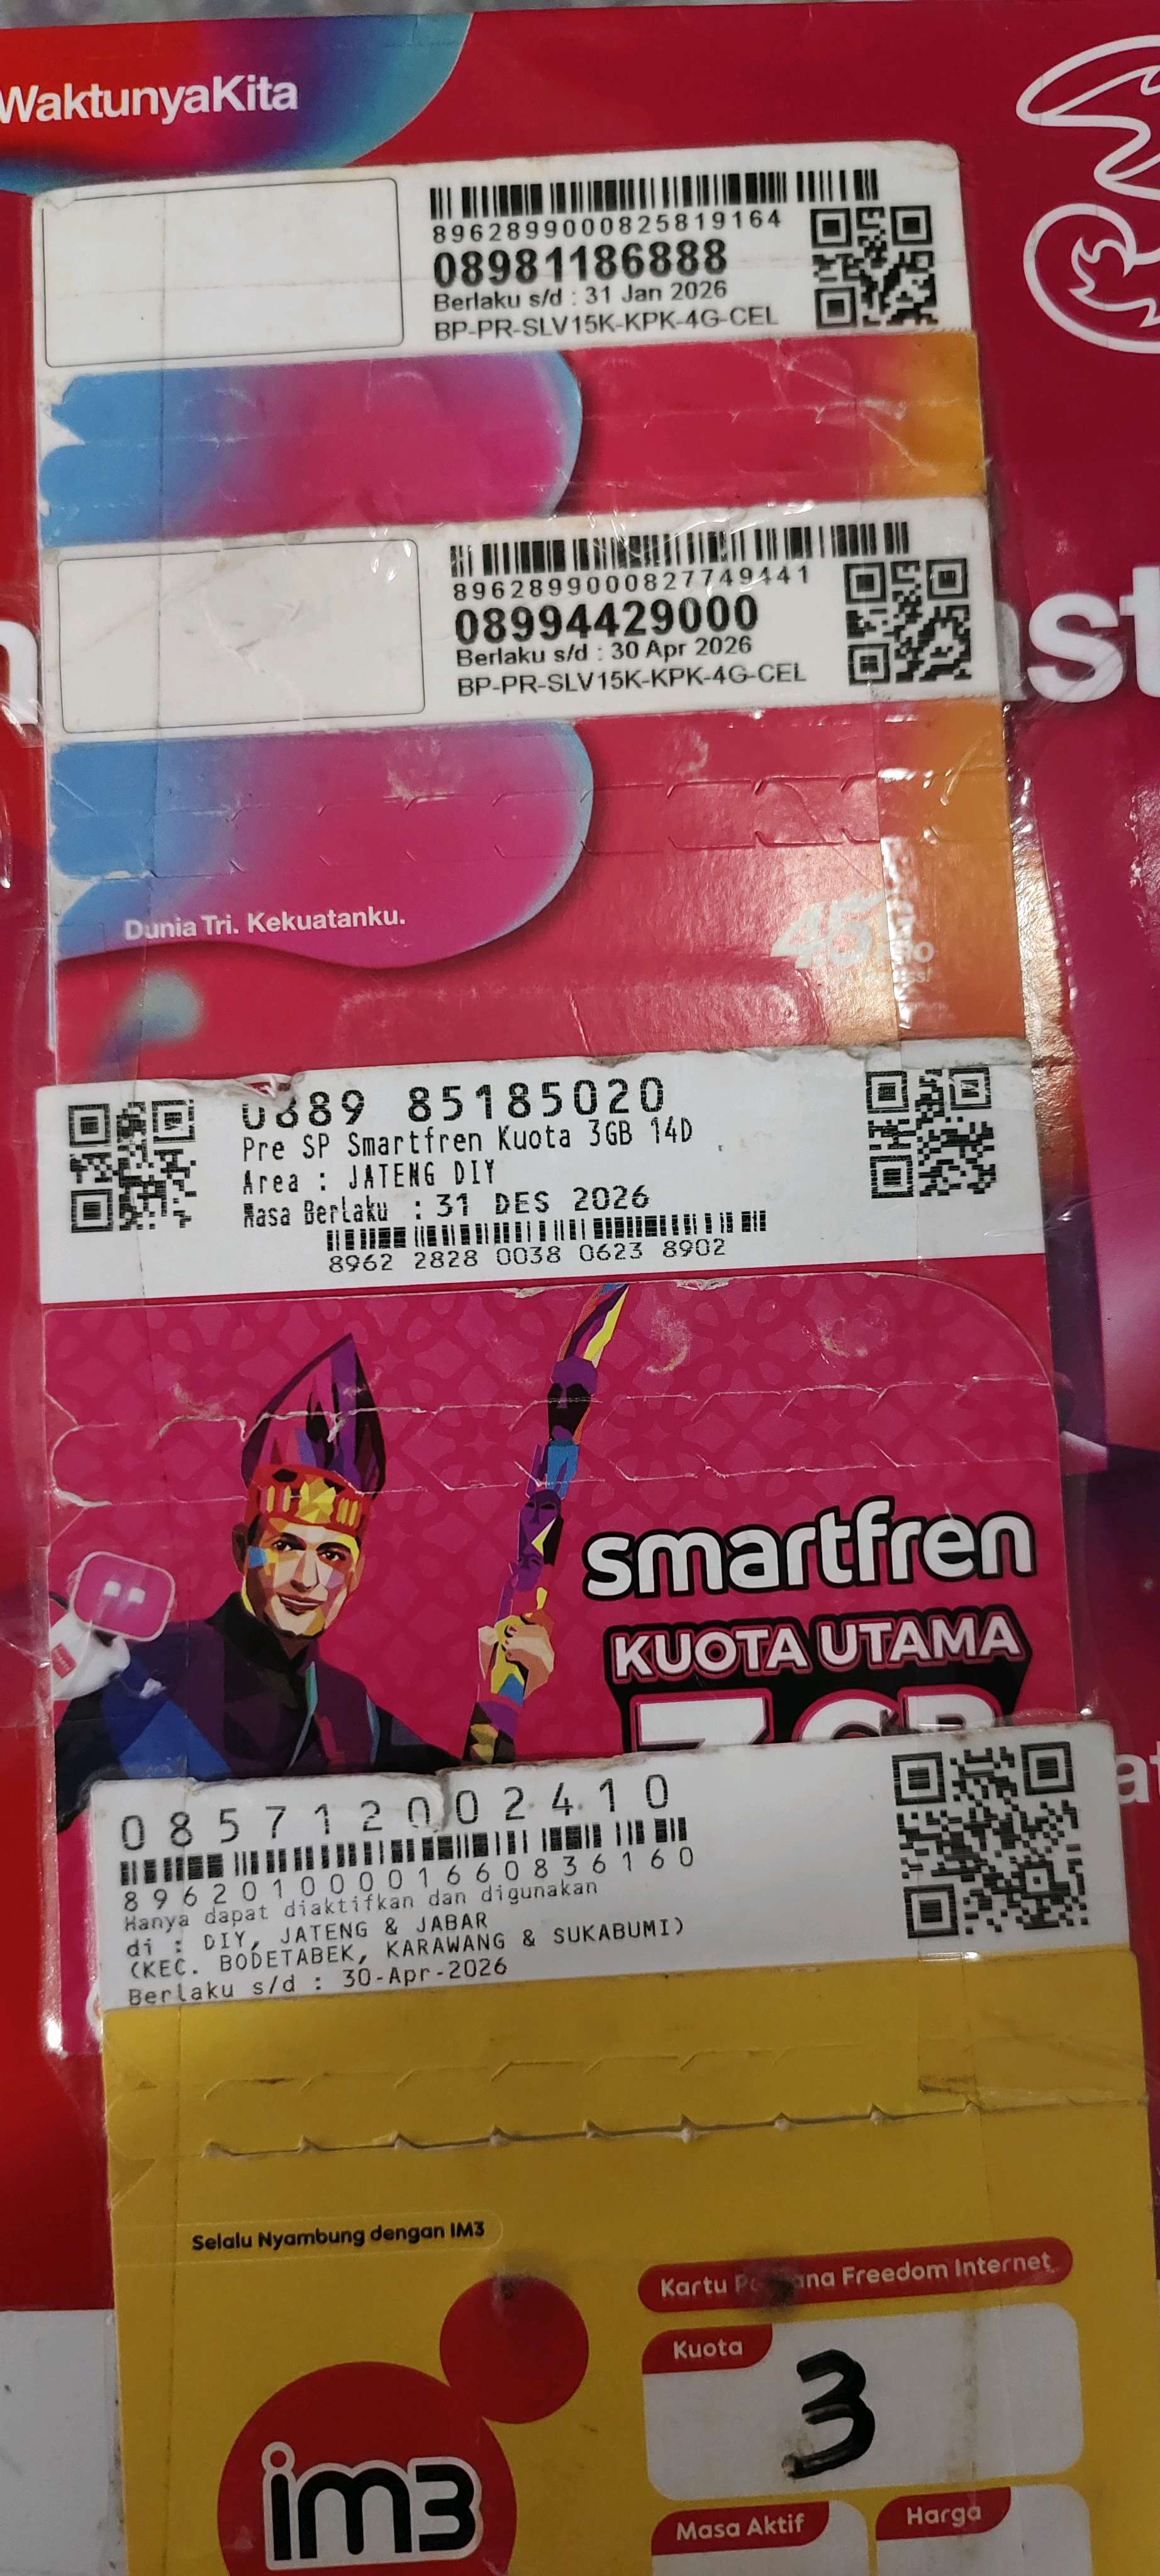 WaktunyaKita
8962899000825819164
08981186888
Berlaku s/d : 31 Jan 2026
BP-PR-SLV15K-KPK-4G-CEL
8962899000827749441
08994429000
Berlaku s/d : 30 Apr 2026
BP-PR-SLV15K-KPK-4G-CEL
st
Dunia Tri. Kekuatanku.
45
0889 85185020
Pre SP Smartfren Kuota 3GB 14D
Area : JATENG DIY
Masa Berlaku : 31 DES 2026
8962 2828 0038 0623 8902
smartfren
KUOTA UTAMA
at
085712002410
89620100001660836160
Hanya dapat diaktifkan dan digunakan
di : DIY, JATENG & JABAR
(KEC. BODETABEK, KARAWANG & SUKABUMI)
Berlaku s/d : 30-Apr-2026
Selalu Nyambung dengan IM3
Kartu Freedom Internet
Kuota
3
im3
Masa Aktif
Harga